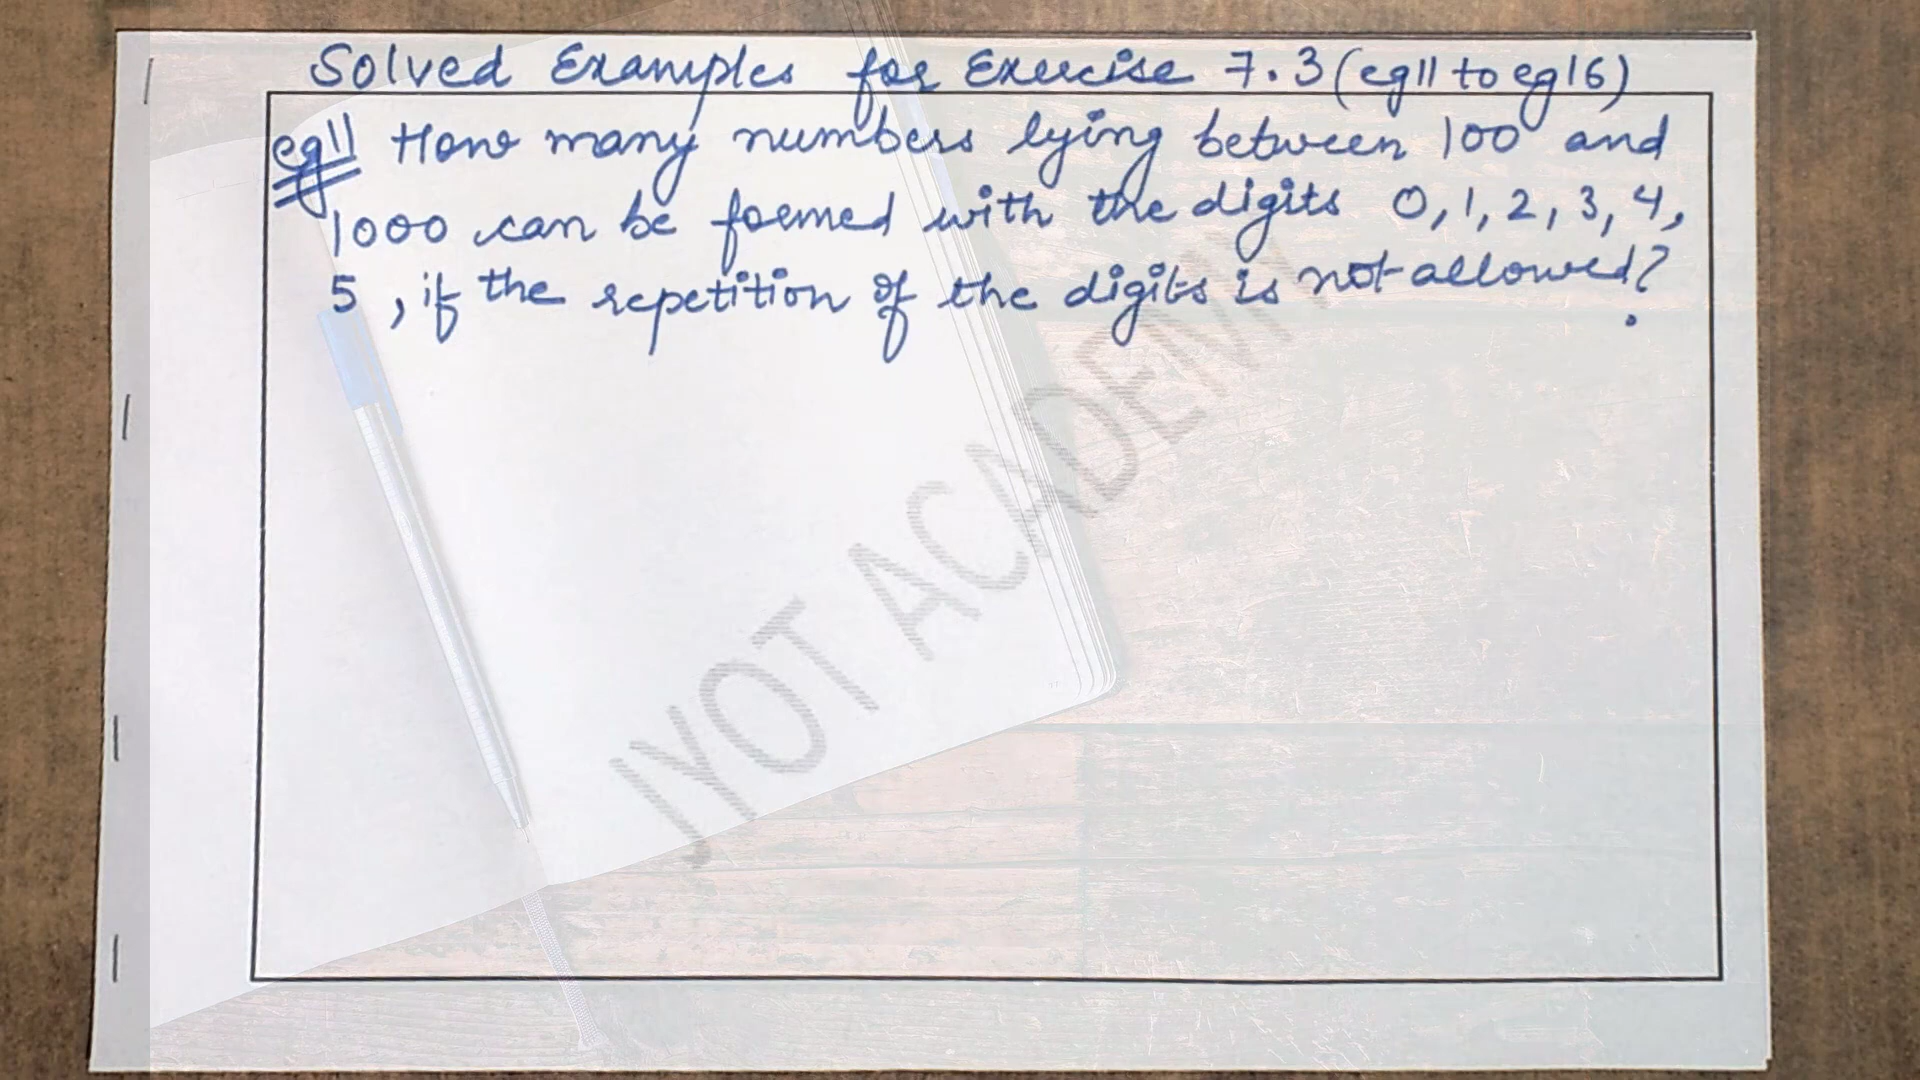 Solved Examples for Exercise 7.3 (eg11 to eg16)
eg11 How many numbers lying between 100 and
1000 can be formed with the digits 0, 1, 2, 3, 4,
5, if the repetition of the digits is not allowed?
JYOT ACADEMY